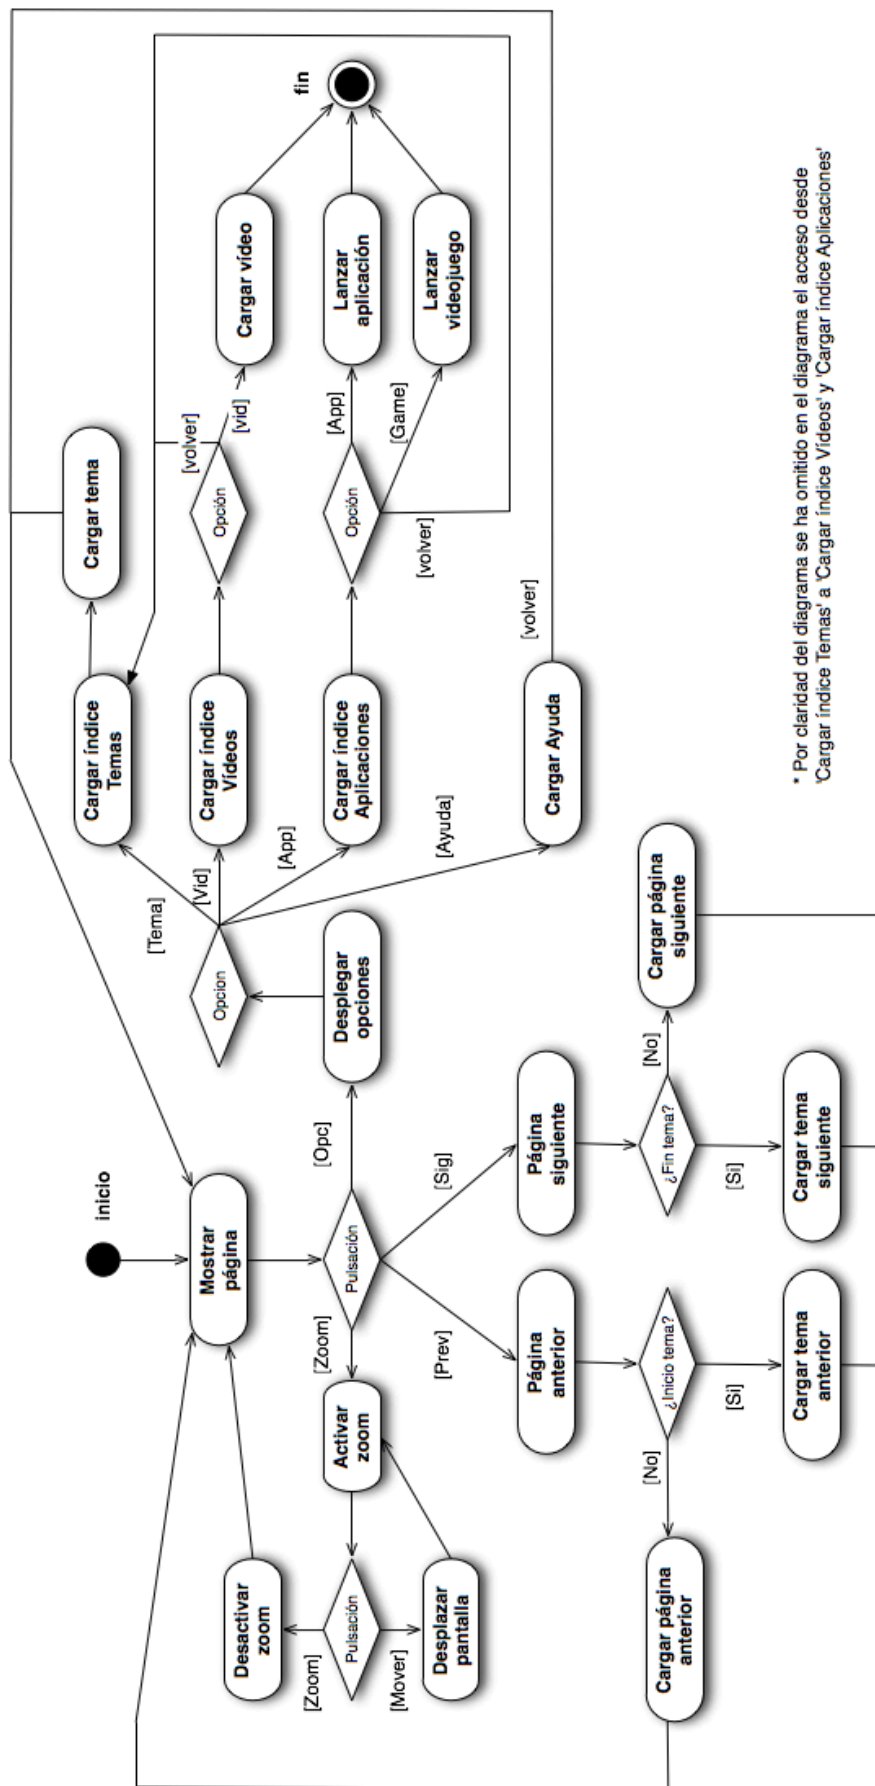 inicio
Mostrar
página
Pulsación
[Opc]
[Zoom]
[Prev]
[Sig]
Activar
zoom
Pulsación
[Zoom]
[Mover]
Desactivar
zoom
Desplazar
pantalla
Página
anterior
¿Inicio tema?
[No]
[Si]
Cargar página
anterior
Cargar tema
anterior
Página
siguiente
¿Fin tema?
[No]
[Si]
Cargar página
siguiente
Cargar tema
siguiente
Desplegar
opciones
Opcion
[Tema]
[Vid]
[App]
[Ayuda]
Cargar índice
Temas
Cargar tema
Cargar índice
Vídeos
Opción
[volver]
[vid]
Cargar vídeo
Cargar índice
Aplicaciones
Opción
[App]
[Game]
[volver]
Lanzar
aplicación
Lanzar
videojuego
Cargar Ayuda
[volver]
fin
* Por claridad del diagrama se ha omitido en el diagrama el acceso desde
'Cargar índice Temas' a 'Cargar índice Vídeos' y 'Cargar índice Aplicaciones'